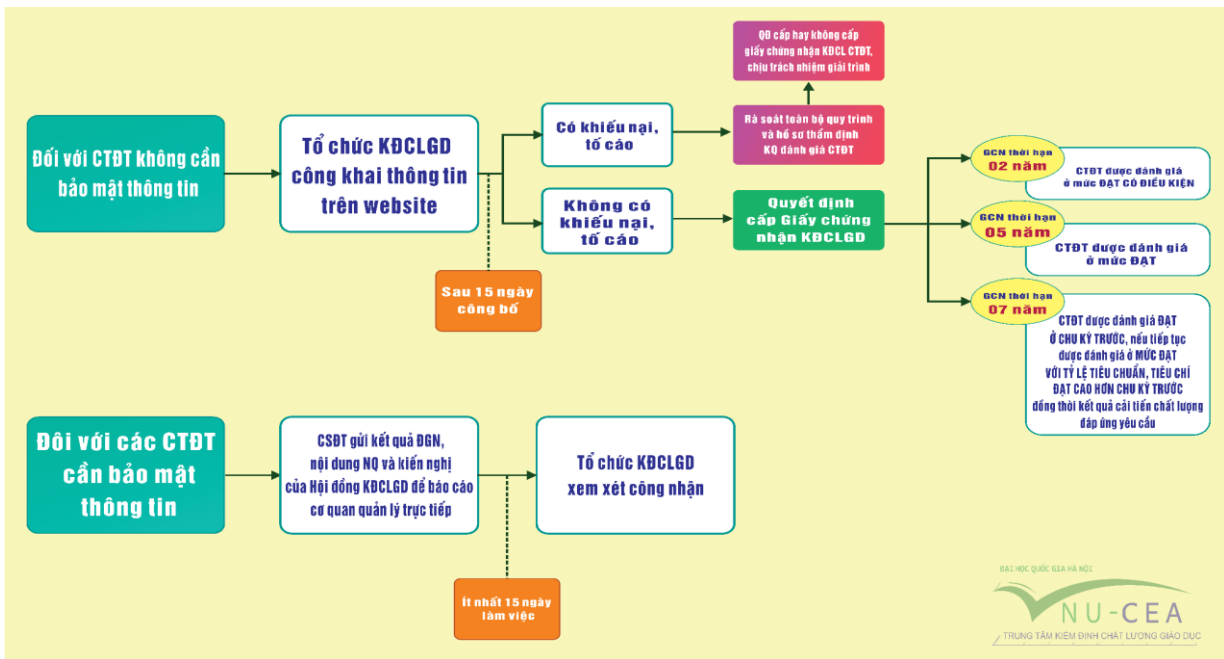 QĐ cấp hay không cấp
giấy chứng nhận KĐCL CTĐT,
chịu trách nhiệm giải trình
Đối với CTĐT không cần
bảo mật thông tin
Tổ chức KĐCLGD
công khai thông tin
trên website
Có khiếu nại,
tố cáo
Rà soát toàn bộ quy trình
và hồ sơ thẩm định
KQ đánh giá CTĐT
Không có
khiếu nại,
tố cáo
Quyết định
cấp Giấy chứng
nhận KĐCLGD
Sau 15 ngày
công bố
GCN thời hạn
02 năm
CTĐT được đánh giá
ở mức ĐẠT CÓ ĐIỀU KIỆN
GCN thời hạn
05 năm
CTĐT được đánh giá
ở mức ĐẠT
GCN thời hạn
07 năm
CTĐT được đánh giá ĐẠT
Ở CHU KỲ TRƯỚC, nếu tiếp tục
được đánh giá ở MỨC ĐẠT
VỚI TỶ LỆ TIÊU CHUẨN, TIÊU CHÍ
ĐẠT CAO HƠN CHU KỲ TRƯỚC
đồng thời kết quả cải tiến chất lượng
đáp ứng yêu cầu
Đôi với các CTĐT
cần bảo mật
thông tin
CSĐT gửi kết quả ĐGN,
nội dung NQ và kiến nghị
của Hội đồng KĐCLGD để báo cáo
cơ quan quản lý trực tiếp
Tổ chức KĐCLGD
xem xét công nhận
Ít nhất 15 ngày
làm việc
ĐẠI HỌC QUỐC GIA HÀ NỘI
VNU-CEA
TRUNG TÂM KIỂM ĐỊNH CHẤT LƯỢNG GIÁO DỤC